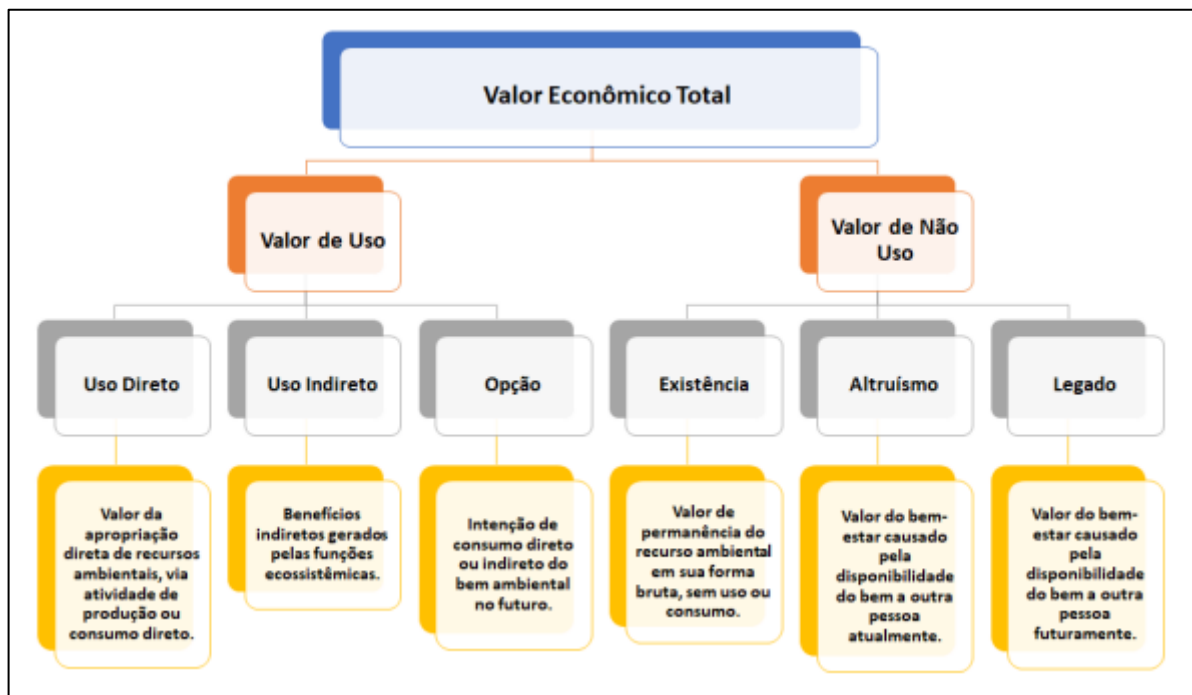 Valor Econômico Total
Valor de Uso
Valor de Não
Uso
Uso Direto
Uso Indireto
Opção
Existência
Altruísmo
Legado
Valor da
apropriação
direta de recursos
ambientais, via
atividade de
produção ou
consumo direto.
Benefícios
indiretos gerados
pelas funções
ecossistêmicas.
Intenção de
consumo direto
ou indireto do
bem ambiental
no futuro.
Valor de
permanência do
recurso ambiental
em sua forma
bruta, sem uso ou
consumo.
Valor do bem-
estar causado
pela
disponibilidade
do bem a outra
pessoa
atualmente.
Valor do bem-
estar causado
pela
disponibilidade
do bem a outra
pessoa
futuramente.